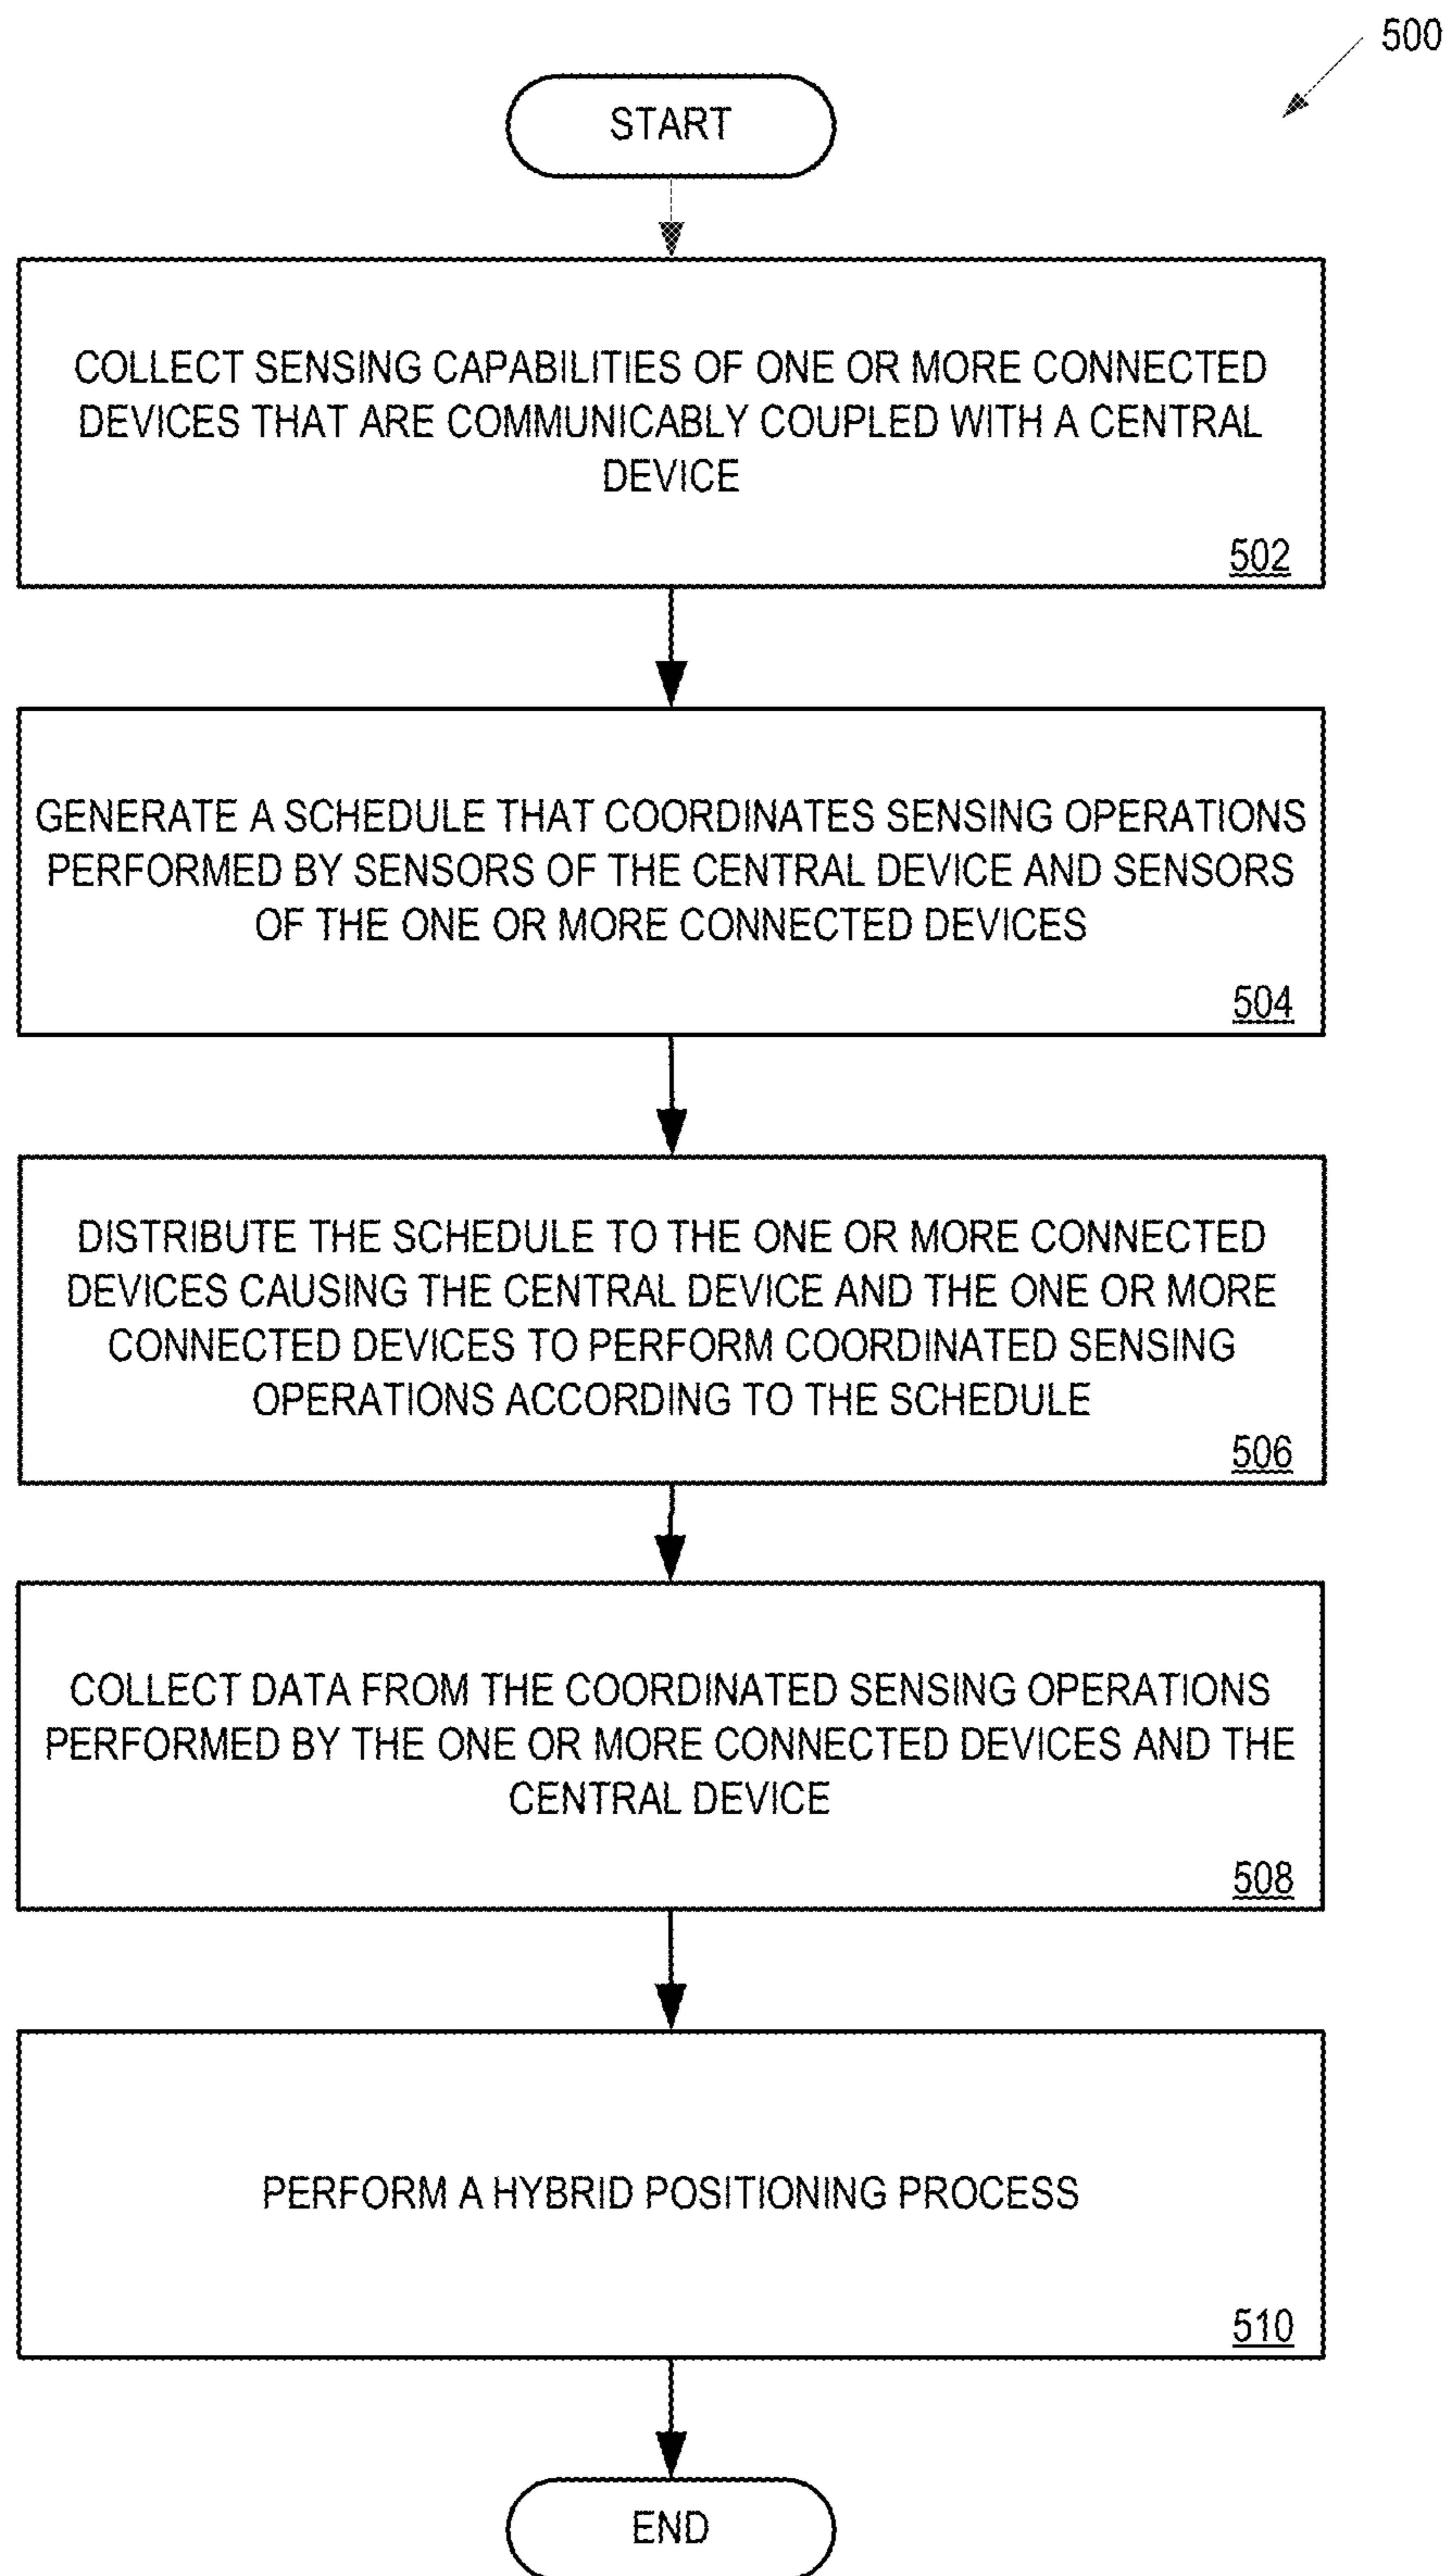 500
START
COLLECT SENSING CAPABILITIES OF ONE OR MORE CONNECTED
DEVICES THAT ARE COMMUNICABLY COUPLED WITH A CENTRAL
DEVICE
502
GENERATE A SCHEDULE THAT COORDINATES SENSING OPERATIONS
PERFORMED BY SENSORS OF THE CENTRAL DEVICE AND SENSORS
OF THE ONE OR MORE CONNECTED DEVICES
504
DISTRIBUTE THE SCHEDULE TO THE ONE OR MORE CONNECTED
DEVICES CAUSING THE CENTRAL DEVICE AND THE ONE OR MORE
CONNECTED DEVICES TO PERFORM COORDINATED SENSING
OPERATIONS ACCORDING TO THE SCHEDULE
506
COLLECT DATA FROM THE COORDINATED SENSING OPERATIONS
PERFORMED BY THE ONE OR MORE CONNECTED DEVICES AND THE
CENTRAL DEVICE
508
PERFORM A HYBRID POSITIONING PROCESS
510
END